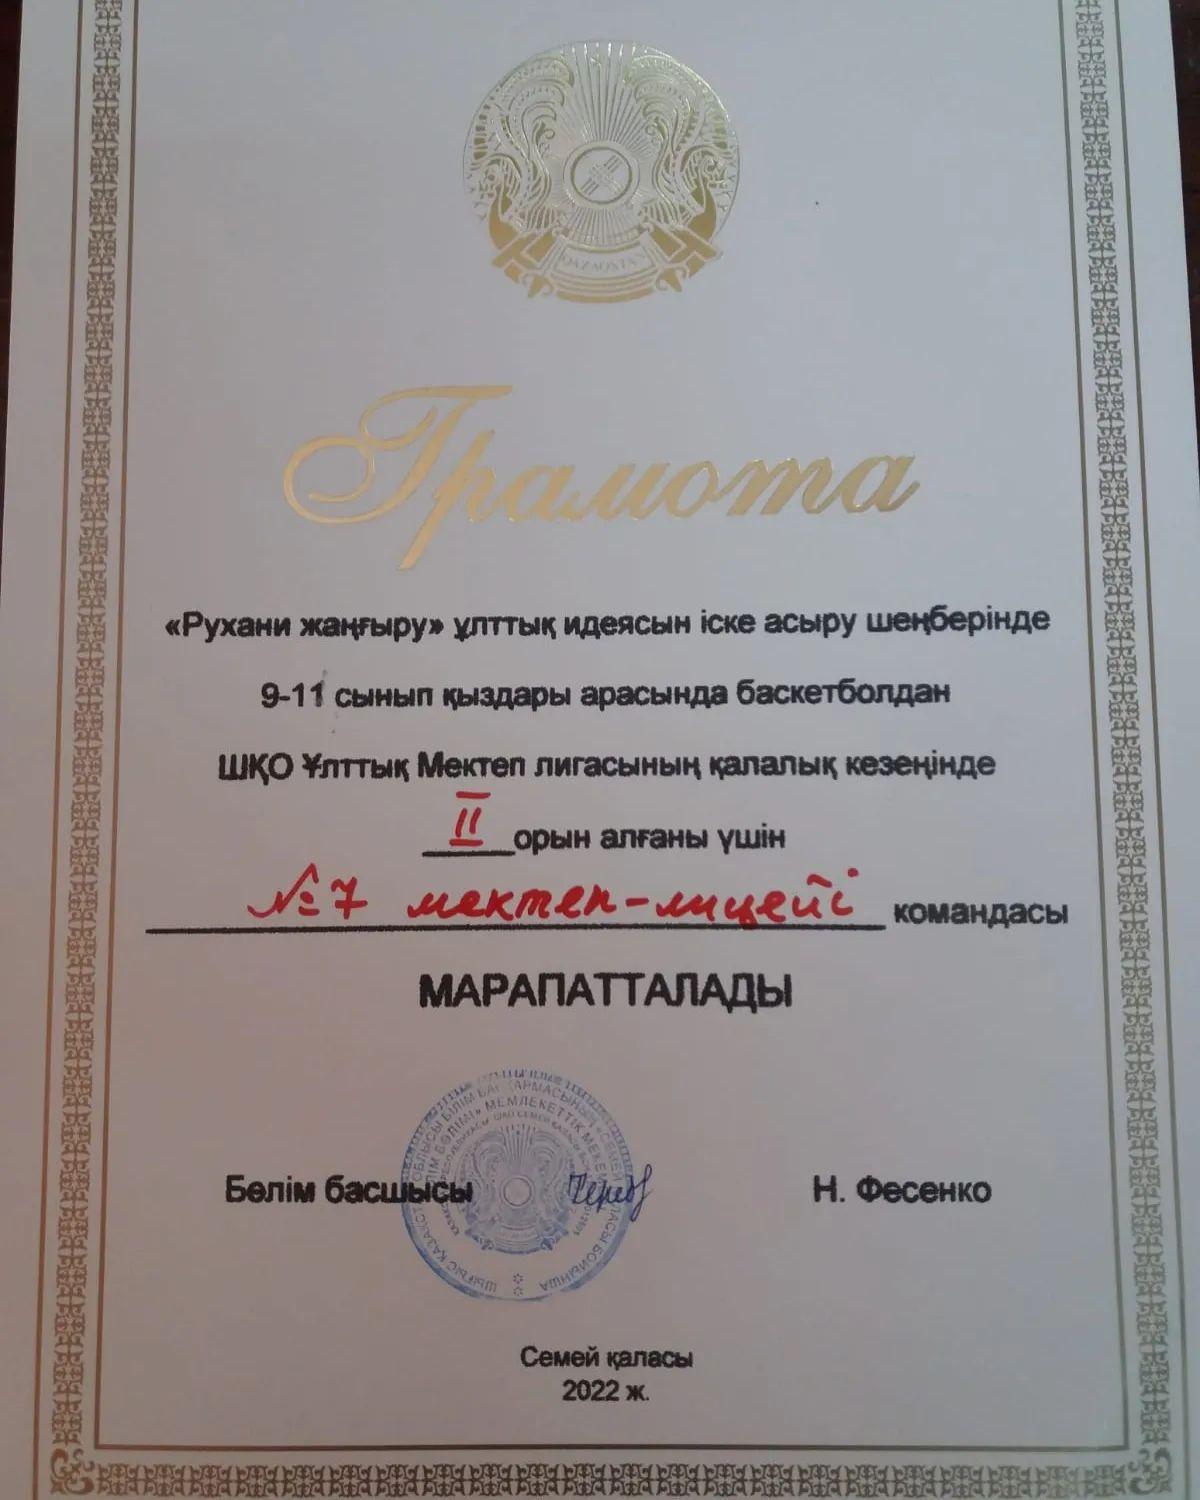 QAZAQSTAN
Грамота
«Рухани жаңғыру» ұлттық идеясын іске асыру шеңберінде
9-11 сынып қыздары арасында баскетболдан
ШҚО Ұлттық Мектеп лигасының қалалық кезеңінде
II орын алғаны үшін
№7 мектеп-лицейі командасы
МАРАПАТТАЛАДЫ
Бөлім басшысы Н. Фесенко
Семей қаласы
2022 ж.